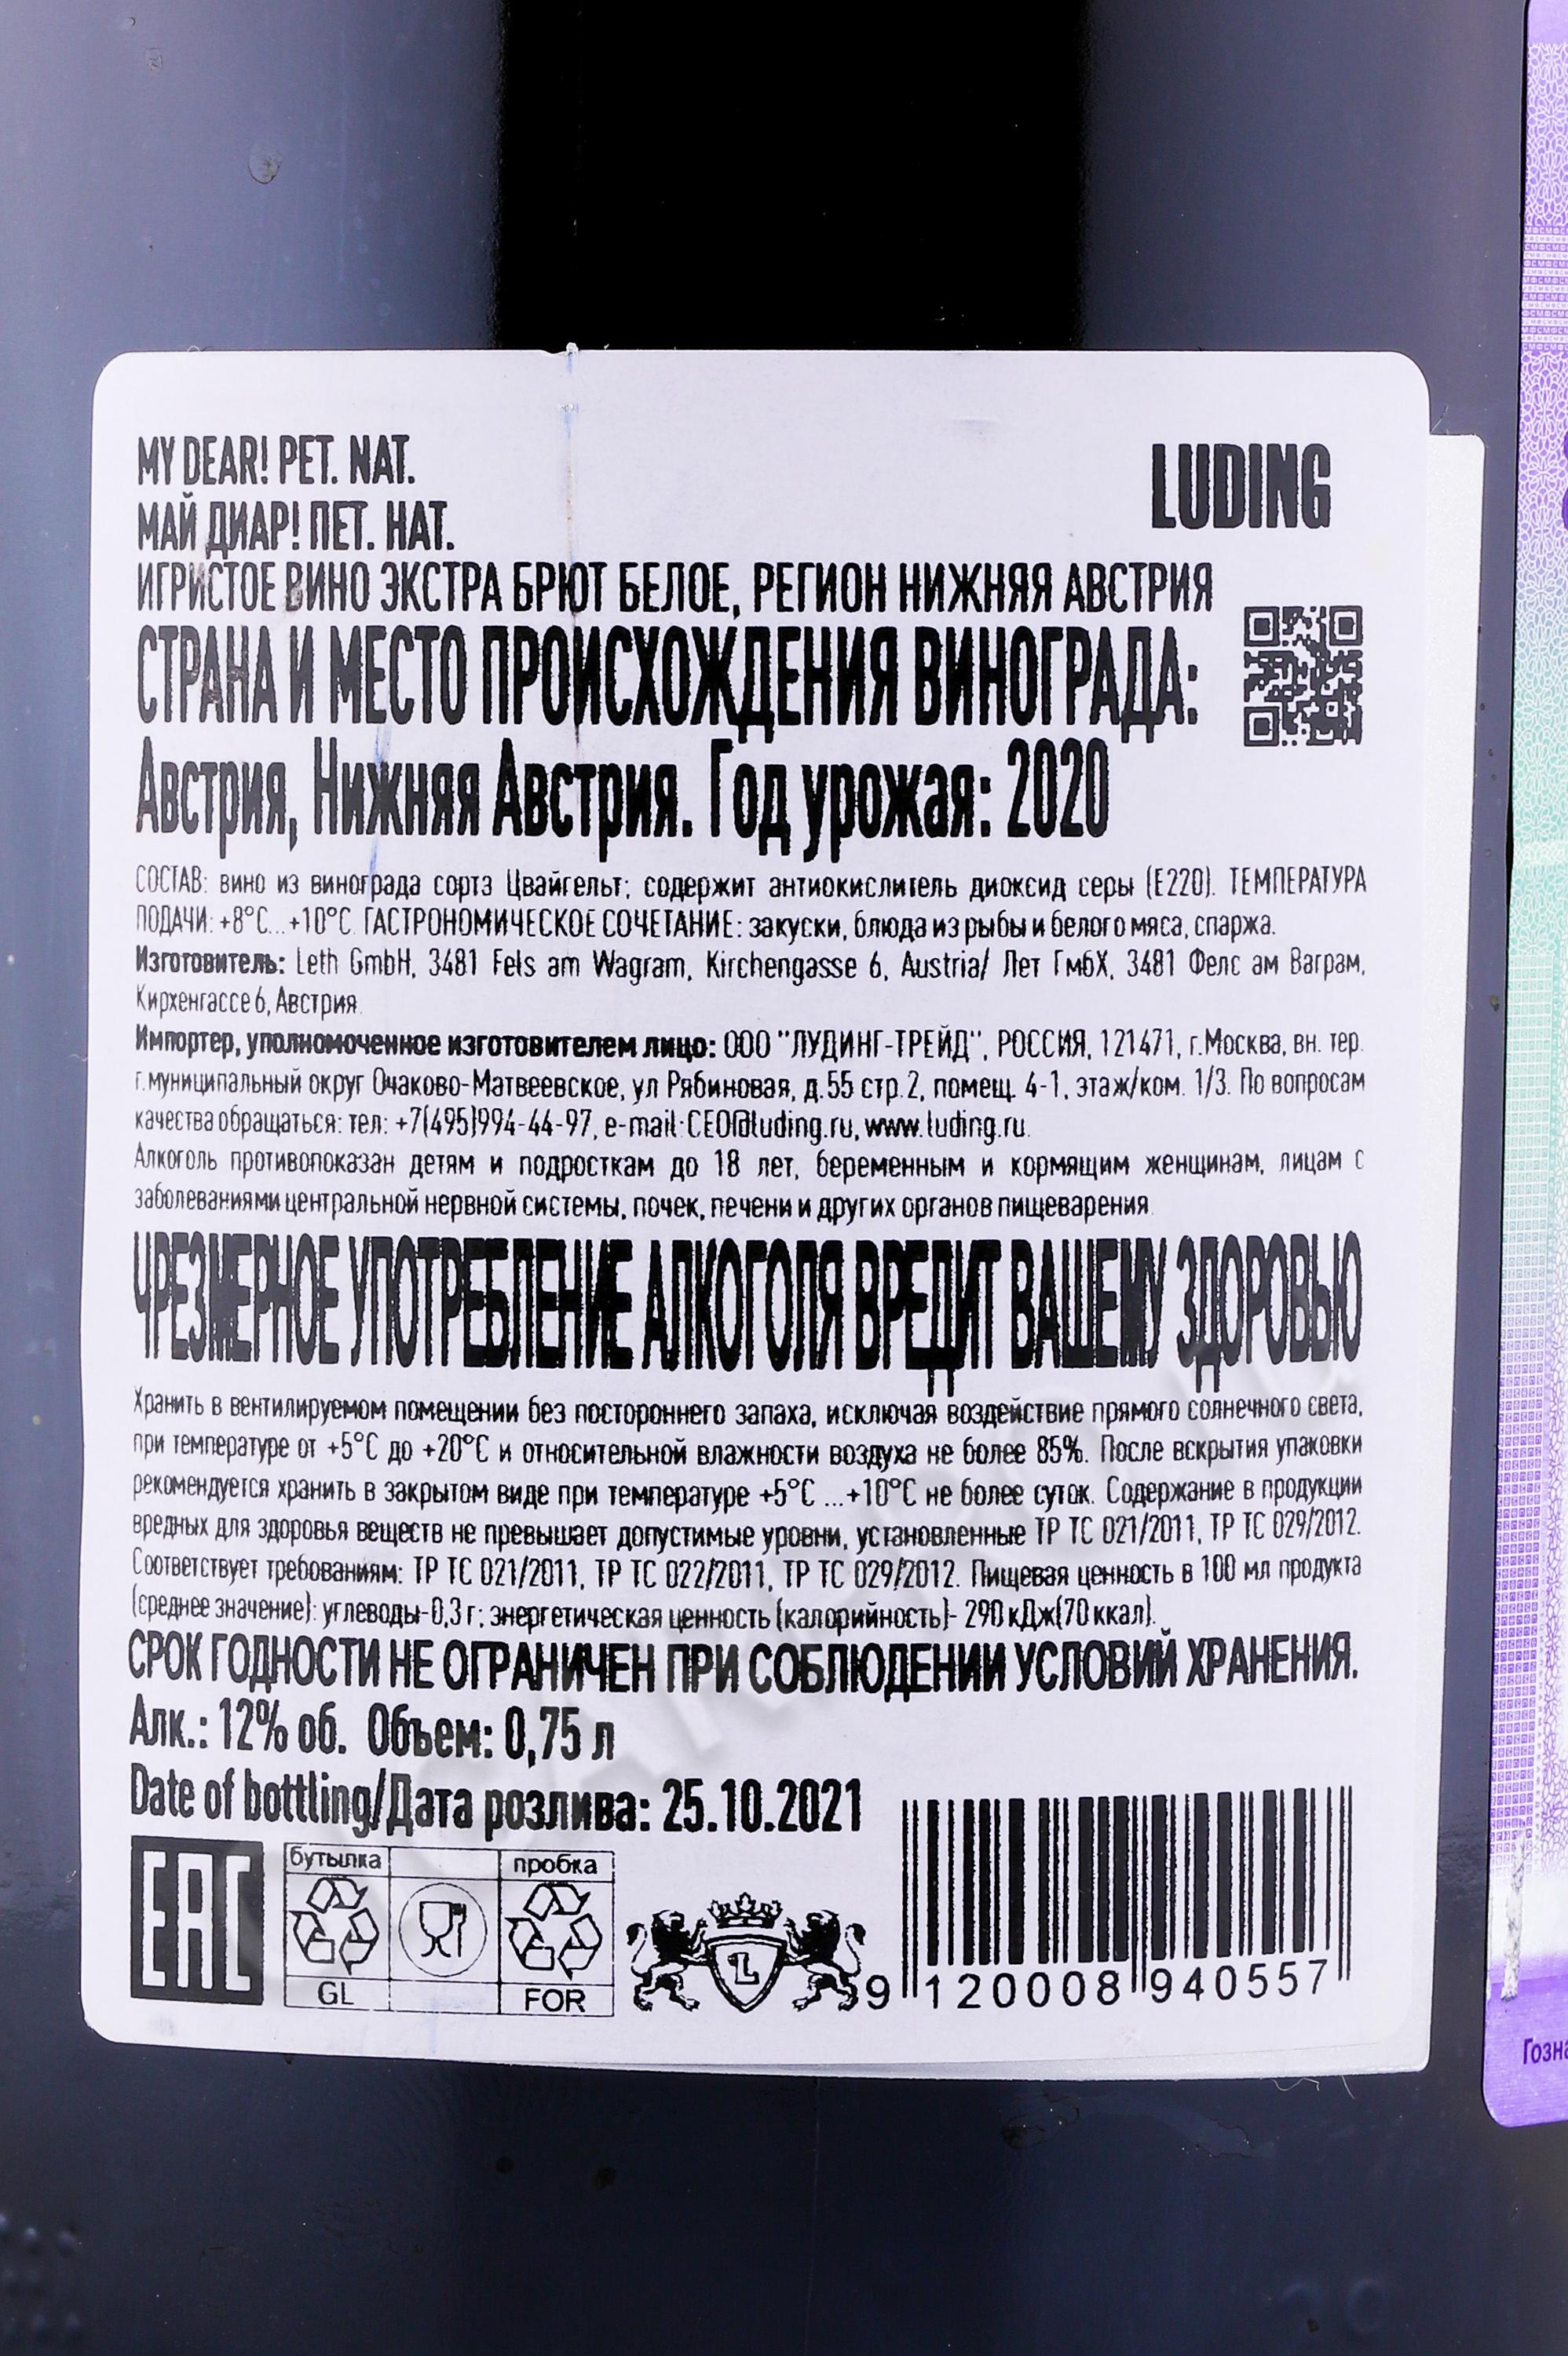 MY DEAR! PET. NAT.
LUDING
МАЙ ДИАР! ПЕТ. НАТ.
ИГРИСТОЕ ВИНО ЭКСТРА БРЮТ БЕЛОЕ, РЕГИОН НИЖНЯЯ АВСТРИЯ
СТРАНА И МЕСТО ПРОИСХОЖДЕНИЯ ВИНОГРАДА:
Австрия, Нижняя Австрия. Год урожая: 2020
СОСТАВ: вино из винограда сорта Цвайгельт; содержит антиокислитель диоксид серы (Е220). ТЕМПЕРАТУРА
ПОДАЧИ: +8°С...+10°С. ГАСТРОНОМИЧЕСКОЕ СОЧЕТАНИЕ: закуски, блюда из рыбы и белого мяса, спаржа.
Изготовитель: Leth GmbH, 3481 Fels am Wagram, Kirchengasse 6, Austria/ Лет ГмбХ, 3481 Фелс ам Ваграм,
Кирхенгассе 6, Австрия
Импортер, уполномоченное изготовителем лицо: ООО "ЛУДИНГ-ТРЕЙД", РОССИЯ, 121471, г.Москва, вн. тер.
г.муниципальный округ Очаково-Матвеевское, ул Рябиновая, д.55 стр.2, помещ. 4-1, этаж/ком. 1/3. По вопросам
качества обращаться: тел: +7(495)994-44-97, e-mail:CEO@luding.ru, www.luding.ru.
Алкоголь противопоказан детям и подросткам до 18 лет, беременным и кормящим женщинам, лицам с
заболеваниями центральной нервной системы, почек, печени и других органов пищеварения
ЧРЕЗМЕРНОЕ УПОТРЕБЛЕНИЕ АЛКОГОЛЯ ВРЕДИТ ВАШЕМУ ЗДОРОВЬЮ
Хранить в вентилируемом помещении без постороннего запаха, исключая воздействие прямого солнечного света,
при температуре от +5°С до +20°С и относительной влажности воздуха не более 85%. После вскрытия упаковки
рекомендуется хранить в закрытом виде при температуре +5°С ...+10°С не более суток. Содержание в продукции
вредных для здоровья веществ не превышает допустимые уровни, установленные ТР ТС 021/2011, ТР ТС 029/2012.
Соответствует требованиям: ТР ТС 021/2011, ТР ТС 022/2011, ТР ТС 029/2012. Пищевая ценность в 100 мл продукта
(среднее значение): углеводы-0,3 г; энергетическая ценность (калорийность)- 290 кДж(70 ккал).
СРОК ГОДНОСТИ НЕ ОГРАНИЧЕН ПРИ СОБЛЮДЕНИИ УСЛОВИЙ ХРАНЕНИЯ.
Алк.: 12% об. Объем: 0,75 л
Date of bottling/Дата розлива: 25.10.2021
EAC
бутылка
пробка
GL
FOR
L
9 120008 940557